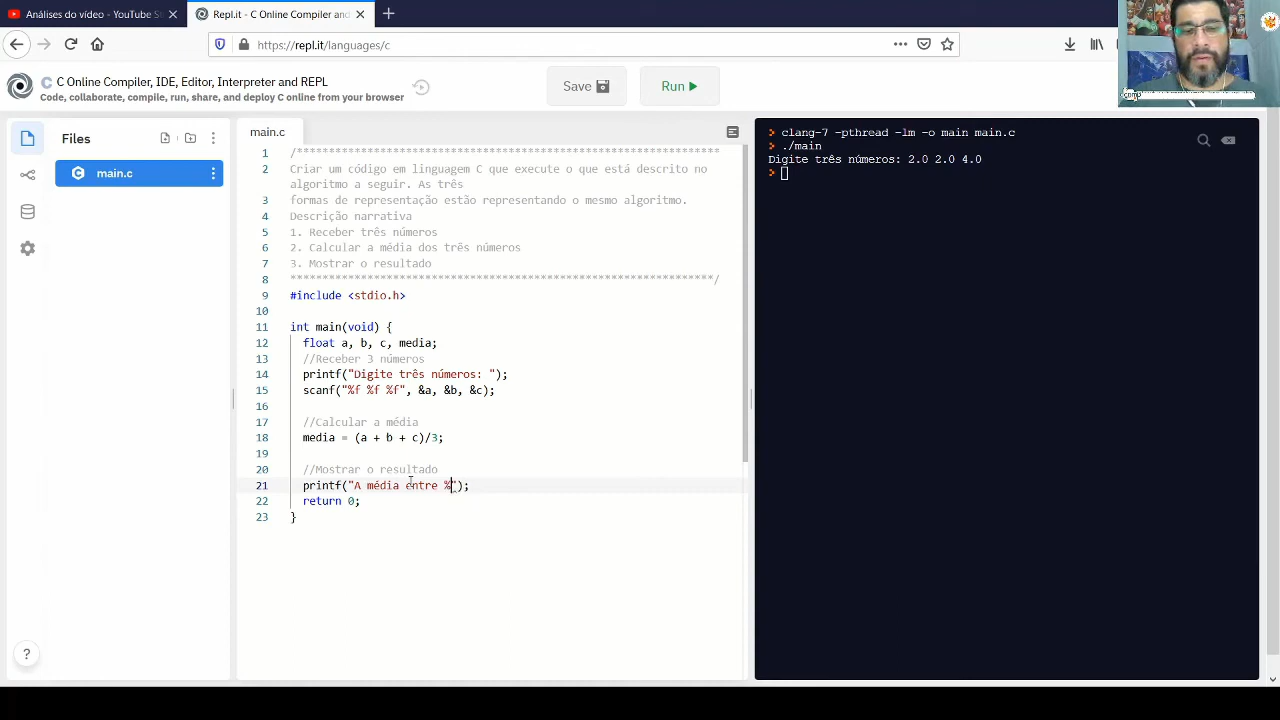 Análises do vídeo - YouTube St
Repl.it - C Online Compiler and
https://repl.it/languages/c
C Online Compiler, IDE, Editor, Interpreter and REPL
Code, collaborate, compile, run, share, and deploy C online from your browser
Save
Run
Files
main.c
main.c
1 /******************************************************************
2 Criar um código em linguagem C que execute o que está descrito no
algoritmo a seguir. As três
3 formas de representação estão representando o mesmo algoritmo.
4 Descrição narrativa
5 1. Receber três números
6 2. Calcular a média dos três números
7 3. Mostrar o resultado
8 ******************************************************************/
9 #include <stdio.h>
10
11 int main(void) {
12 float a, b, c, media;
13 //Receber 3 números
14 printf("Digite três números: ");
15 scanf("%f %f %f", &a, &b, &c);
16
17 //Calcular a média
18 media = (a + b + c)/3;
19
20 //Mostrar o resultado
21 printf("A média entre %");
22 return 0;
23 }
> clang-7 -pthread -lm -o main main.c
> ./main
Digite três números: 2.0 2.0 4.0
>
?